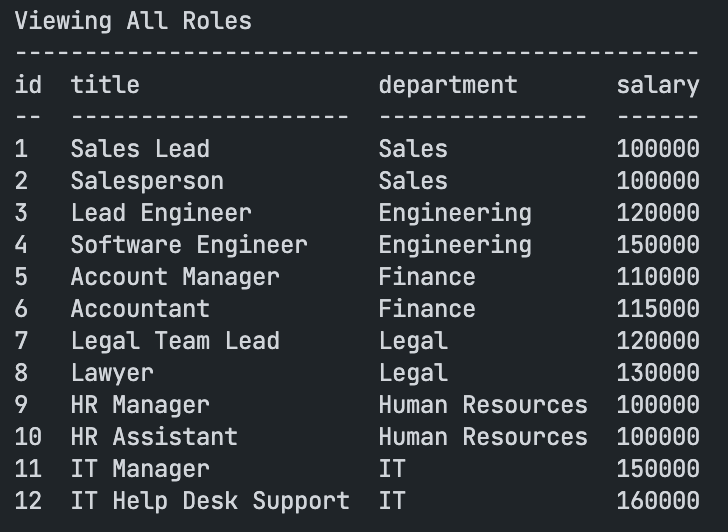 Viewing All Roles
-------------------------------------------------
id  title                 department       salary
--  --------------------  ---------------  ------
1   Sales Lead            Sales            100000
2   Salesperson           Sales            100000
3   Lead Engineer         Engineering      120000
4   Software Engineer     Engineering      150000
5   Account Manager       Finance          110000
6   Accountant            Finance          115000
7   Legal Team Lead       Legal            120000
8   Lawyer                Legal            130000
9   HR Manager            Human Resources  100000
10  HR Assistant          Human Resources  100000
11  IT Manager            IT               150000
12  IT Help Desk Support  IT               160000